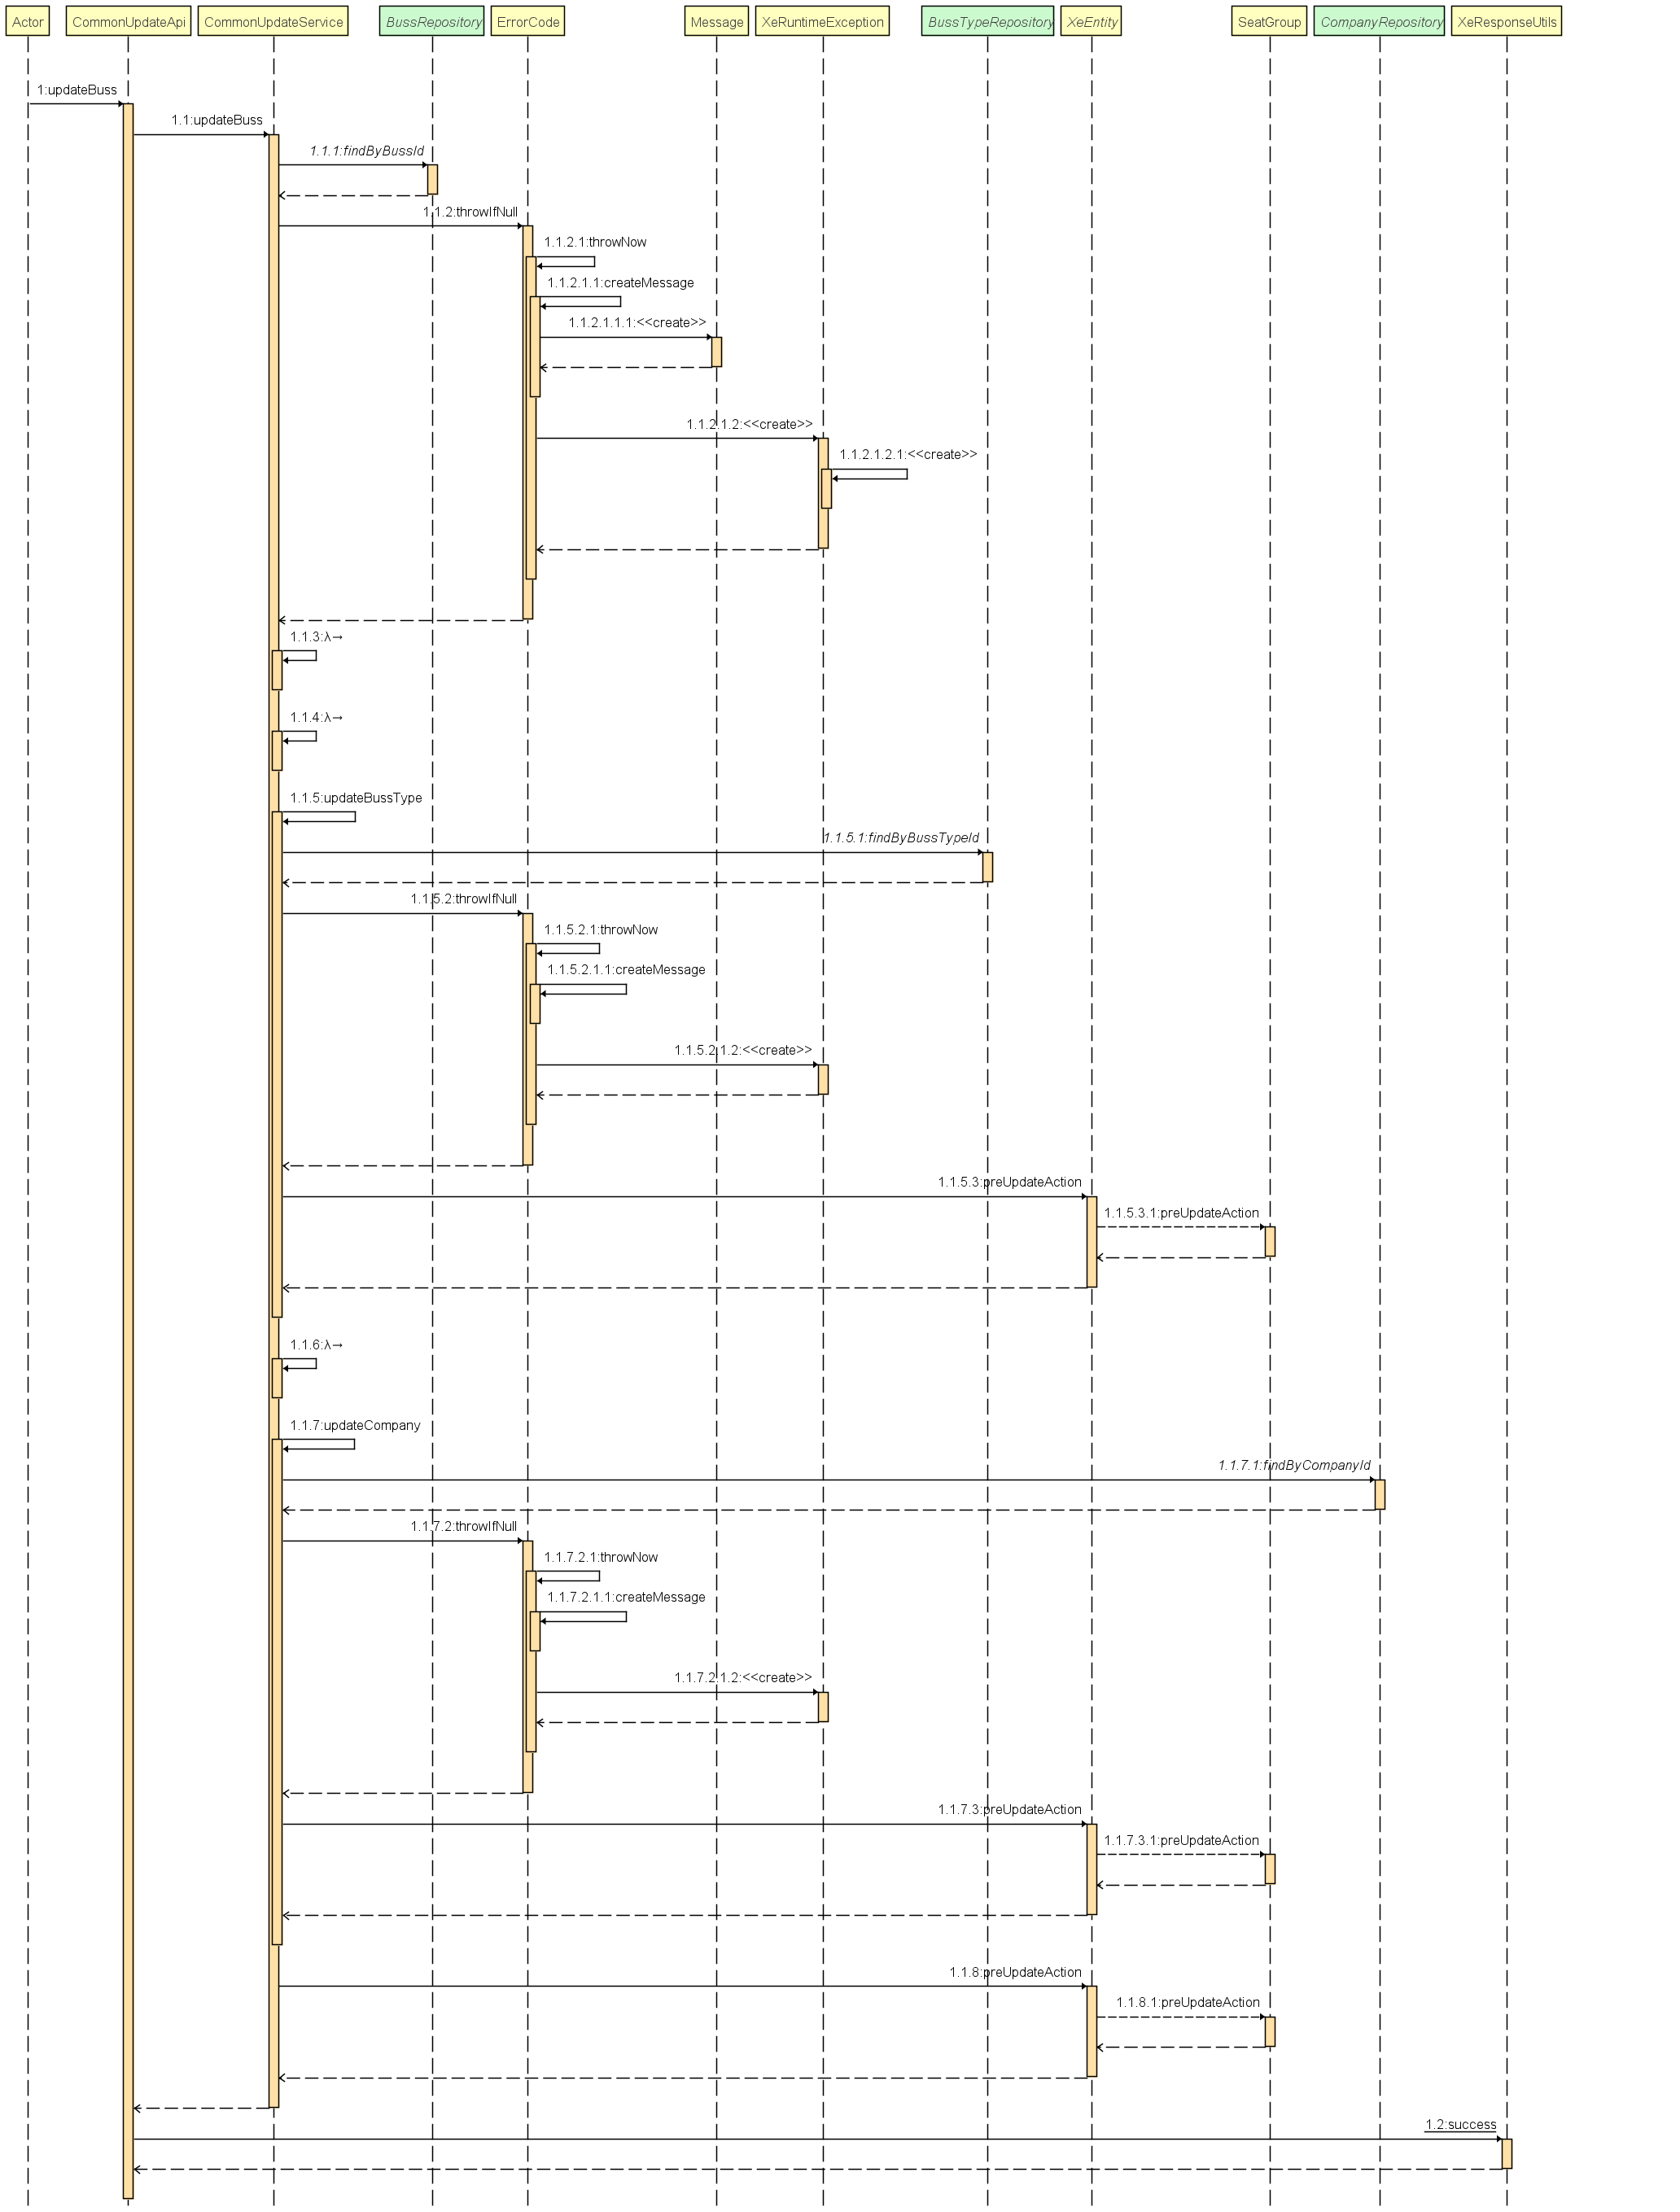 Actor
CommonUpdateApi
CommonUpdateService
BussRepository
ErrorCode
Message
XeRuntimeException
BussTypeRepository
XeEntity
SeatGroup
CompanyRepository
XeResponseUtils
1:updateBuss
1.1:updateBuss
1.1.1:findByBussId
1.1.2:throwIfNull
1.1.2.1:throwNow
1.1.2.1.1:createMessage
1.1.2.1.1.1:<<create>>
1.1.2.1.2:<<create>>
1.1.2.1.2.1:<<create>>
1.1.3:λ→
1.1.4:λ→
1.1.5:updateBussType
1.1.5.1:findByBussTypeId
1.1.5.2:throwIfNull
1.1.5.2.1:throwNow
1.1.5.2.1.1:createMessage
1.1.5.2.1.2:<<create>>
1.1.5.3:preUpdateAction
1.1.5.3.1:preUpdateAction
1.1.6:λ→
1.1.7:updateCompany
1.1.7.1:findByCompanyId
1.1.7.2:throwIfNull
1.1.7.2.1:throwNow
1.1.7.2.1.1:createMessage
1.1.7.2.1.2:<<create>>
1.1.7.3:preUpdateAction
1.1.7.3.1:preUpdateAction
1.1.8:preUpdateAction
1.1.8.1:preUpdateAction
1.2:success